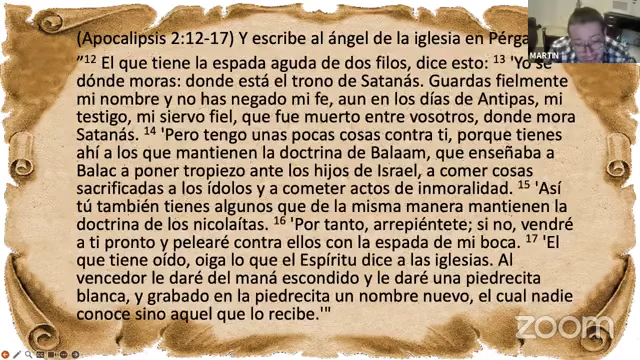 (Apocalipsis 2:12-17) Y escribe al ángel de la iglesia en
MARTIN
”12 El que tiene la espada aguda de dos filos, dice esto: 13 'Yo sé
dónde moras: donde está el trono de Satanás. Guardas fielmente
mi nombre y no has negado mi fe, aun en los días de Antipas, mi
testigo, mi siervo fiel, que fue muerto entre vosotros, donde mora
Satanás. 14 'Pero tengo unas pocas cosas contra ti, porque tienes
ahí a los que mantienen la doctrina de Balaam, que enseñaba a
Balac a poner tropiezo ante los hijos de Israel, a comer cosas
sacrificadas a los ídolos y a cometer actos de inmoralidad. 15 'Así
tú también tienes algunos que de la misma manera mantienen la
doctrina de los nicolaítas. 16 'Por tanto, arrepiéntete; si no, vendré
a ti pronto y pelearé contra ellos con la espada de mi boca. 17 'El
que tiene oído, oiga lo que el Espíritu dice a las iglesias. Al
vencedor le daré del maná escondido y le daré una piedrecita
blanca, y grabado en la piedrecita un nombre nuevo, el cual nadie
conoce sino aquel que lo recibe.'"
zoom